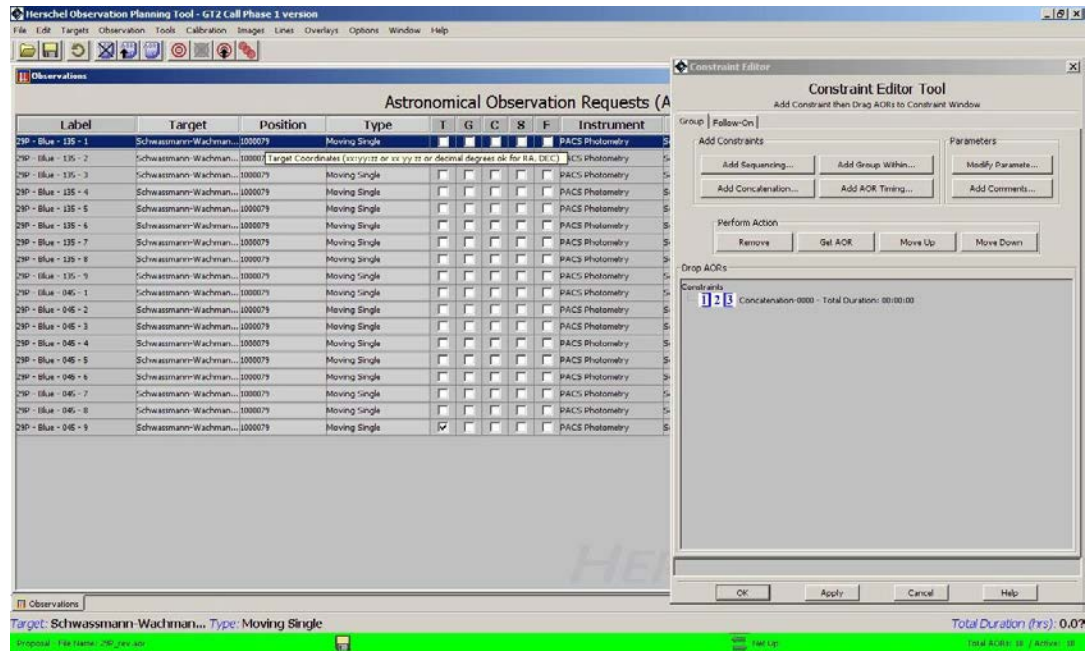 Herschel Observation Planning Tool - GT2 Call Phase 1 version
File Edit Targets Observation Tools Calibration Images Lines Overlays Options Window Help
Observations
Astronomical Observation Requests (A
Label Target Position Type T G C S F Instrument
29P - Blue - 135 - 1 Schwassmann-Wachman... 1000079 Moving Single PACS Photometry
29P - Blue - 135 - 2 Schwassmann-Wachman... Target Coordinates (xx:yy:zz or xx yy zz or decimal degrees ok for RA, DEC) PACS Photometry
29P - Blue - 135 - 3 Schwassmann-Wachman... 1000079 Moving Single PACS Photometry
29P - Blue - 135 - 4 Schwassmann-Wachman... 1000079 Moving Single PACS Photometry
29P - Blue - 135 - 5 Schwassmann-Wachman... 1000079 Moving Single PACS Photometry
29P - Blue - 135 - 6 Schwassmann-Wachman... 1000079 Moving Single PACS Photometry
29P - Blue - 135 - 7 Schwassmann-Wachman... 1000079 Moving Single PACS Photometry
29P - Blue - 135 - 8 Schwassmann-Wachman... 1000079 Moving Single PACS Photometry
29P - Blue - 135 - 9 Schwassmann-Wachman... 1000079 Moving Single PACS Photometry
29P - Blue - 045 - 1 Schwassmann-Wachman... 1000079 Moving Single PACS Photometry
29P - Blue - 045 - 2 Schwassmann-Wachman... 1000079 Moving Single PACS Photometry
29P - Blue - 045 - 3 Schwassmann-Wachman... 1000079 Moving Single PACS Photometry
29P - Blue - 045 - 4 Schwassmann-Wachman... 1000079 Moving Single PACS Photometry
29P - Blue - 045 - 5 Schwassmann-Wachman... 1000079 Moving Single PACS Photometry
29P - Blue - 045 - 6 Schwassmann-Wachman... 1000079 Moving Single PACS Photometry
29P - Blue - 045 - 7 Schwassmann-Wachman... 1000079 Moving Single PACS Photometry
29P - Blue - 045 - 8 Schwassmann-Wachman... 1000079 Moving Single PACS Photometry
29P - Blue - 045 - 9 Schwassmann-Wachman... 1000079 Moving Single PACS Photometry
HE
Observations
Constraint Editor
Constraint Editor Tool
Add Constraint then Drag AORs to Constraint Window
Group Follow-On
Add Constraints Parameters
Add Sequencing... Add Group Within... Modify Paramete...
Add Concatenation... Add AOR Timing... Add Comments...
Perform Action
Remove Get AOR Move Up Move Down
Drop AORs
Constraints
1 2 3 Concatenation-0000 - Total Duration: 00:00:00
OK Apply Cancel Help
Target: Schwassmann-Wachman... Type: Moving Single Total Duration (hrs): 0.0?
Proposal - File Name: 29P_rev.aor Net Up Total AORs: 18 / Active: 18